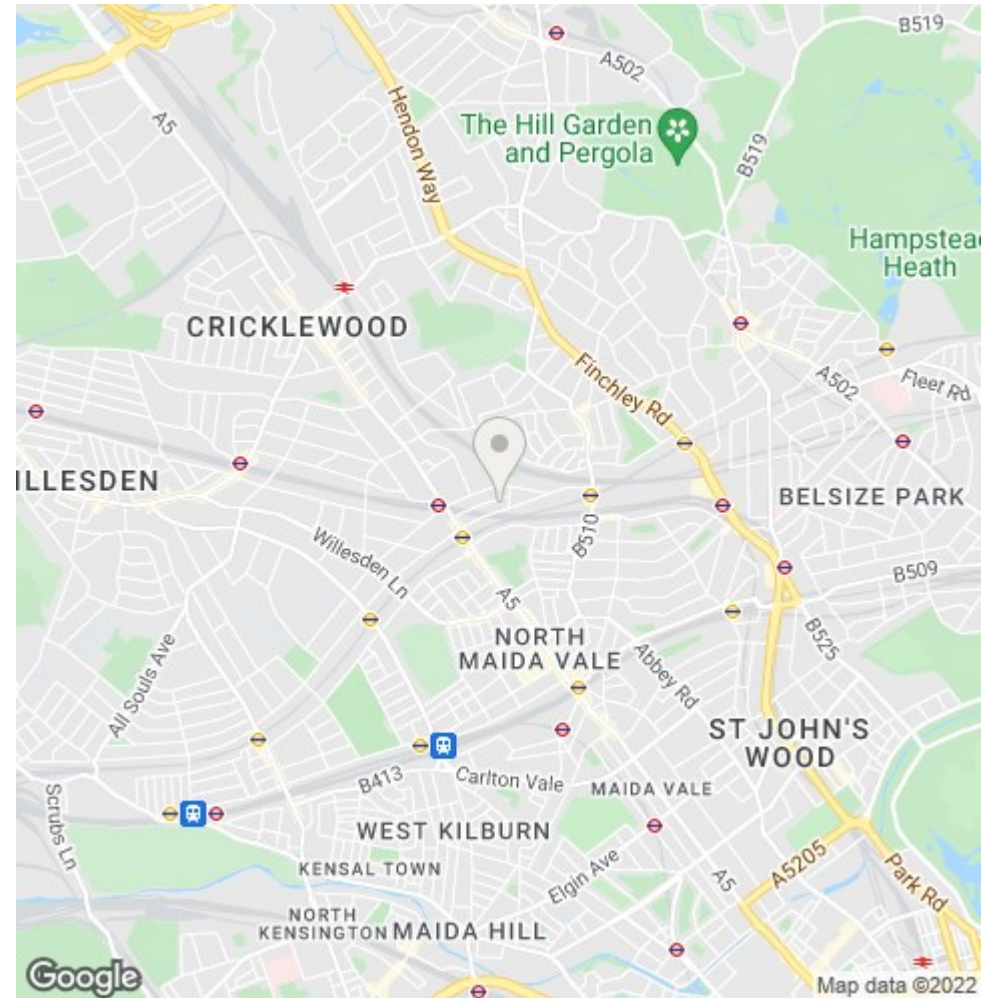 B519
A502
A5
Hendon Way
The Hill Garden
and Pergola
B519
Hampstea
Heath
CRICKLEWOOD
A502
Fleet Rd
Finchley Rd
ILLESDEN
BELSIZE PARK
B510
Willesden Ln
B509
A5
B525
NORTH
MAIDA VALE
Abbey Rd
All Souls Ave
ST JOHN'S
WOOD
B413
Carlton Vale
MAIDA VALE
Scrubs Ln
WEST KILBURN
A5205
KENSAL TOWN
Elgin Ave
A5
Park Rd
NORTH
KENSINGTON
MAIDA HILL
Google
Map data ©2022